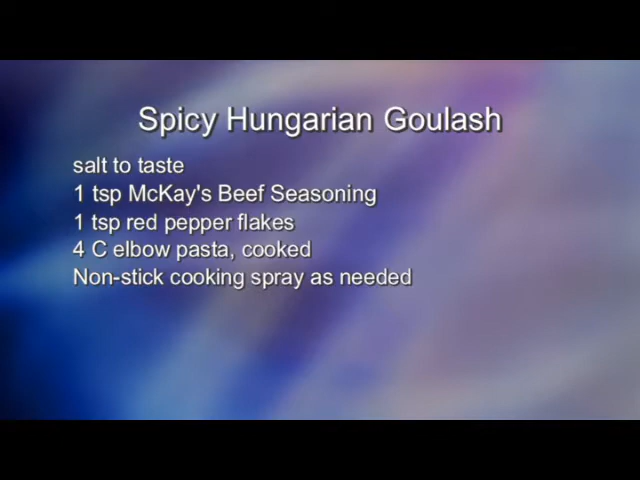 Spicy Hungarian Goulash
salt to taste
1 tsp McKay's Beef Seasoning
1 tsp red pepper flakes
4 C elbow pasta, cooked
Non-stick cooking spray as needed